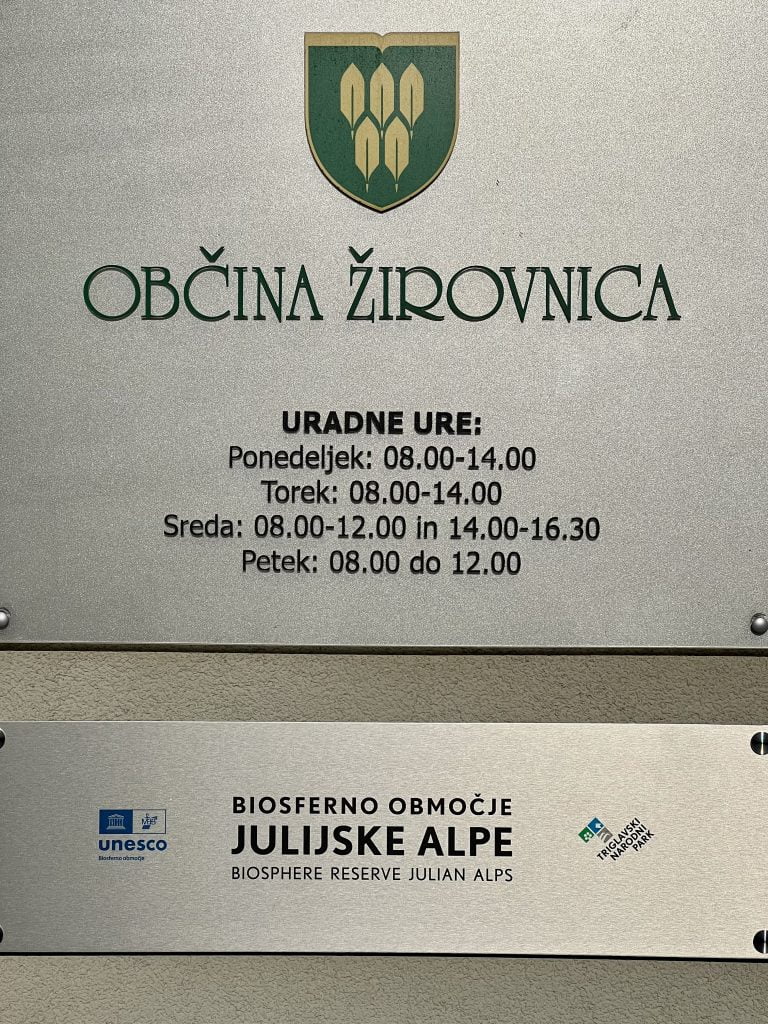 OBČINA ŽIROVNICA
URADNE URE:
Ponedeljek: 08.00-14.00
Torek: 08.00-14.00
Sreda: 08.00-12.00 in 14.00-16.30
Petek: 08.00 do 12.00
unesco
Biosferno območje
BIOSFERNO OBMOČJE
JULIJSKE ALPE
BIOSPHERE RESERVE JULIAN ALPS
TRIGLAVSKI
NARODNI
PARK